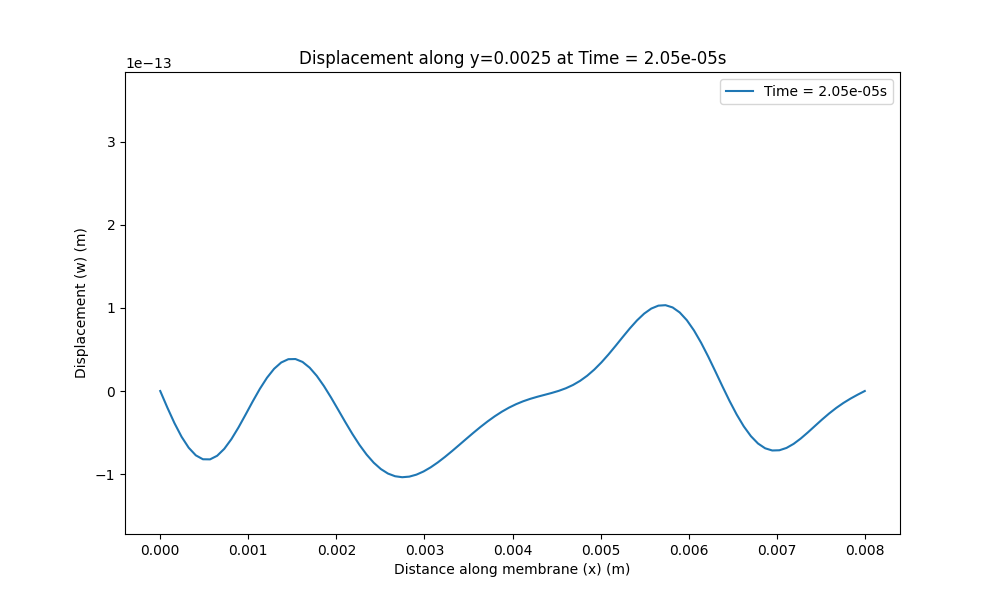 Displacement along y=0.0025 at Time = 2.05e-05s
1e−13
Time = 2.05e-05s
3
2
1
0
−1
Displacement (w) (m)
0.000 0.001 0.002 0.003 0.004 0.005 0.006 0.007 0.008
Distance along membrane (x) (m)